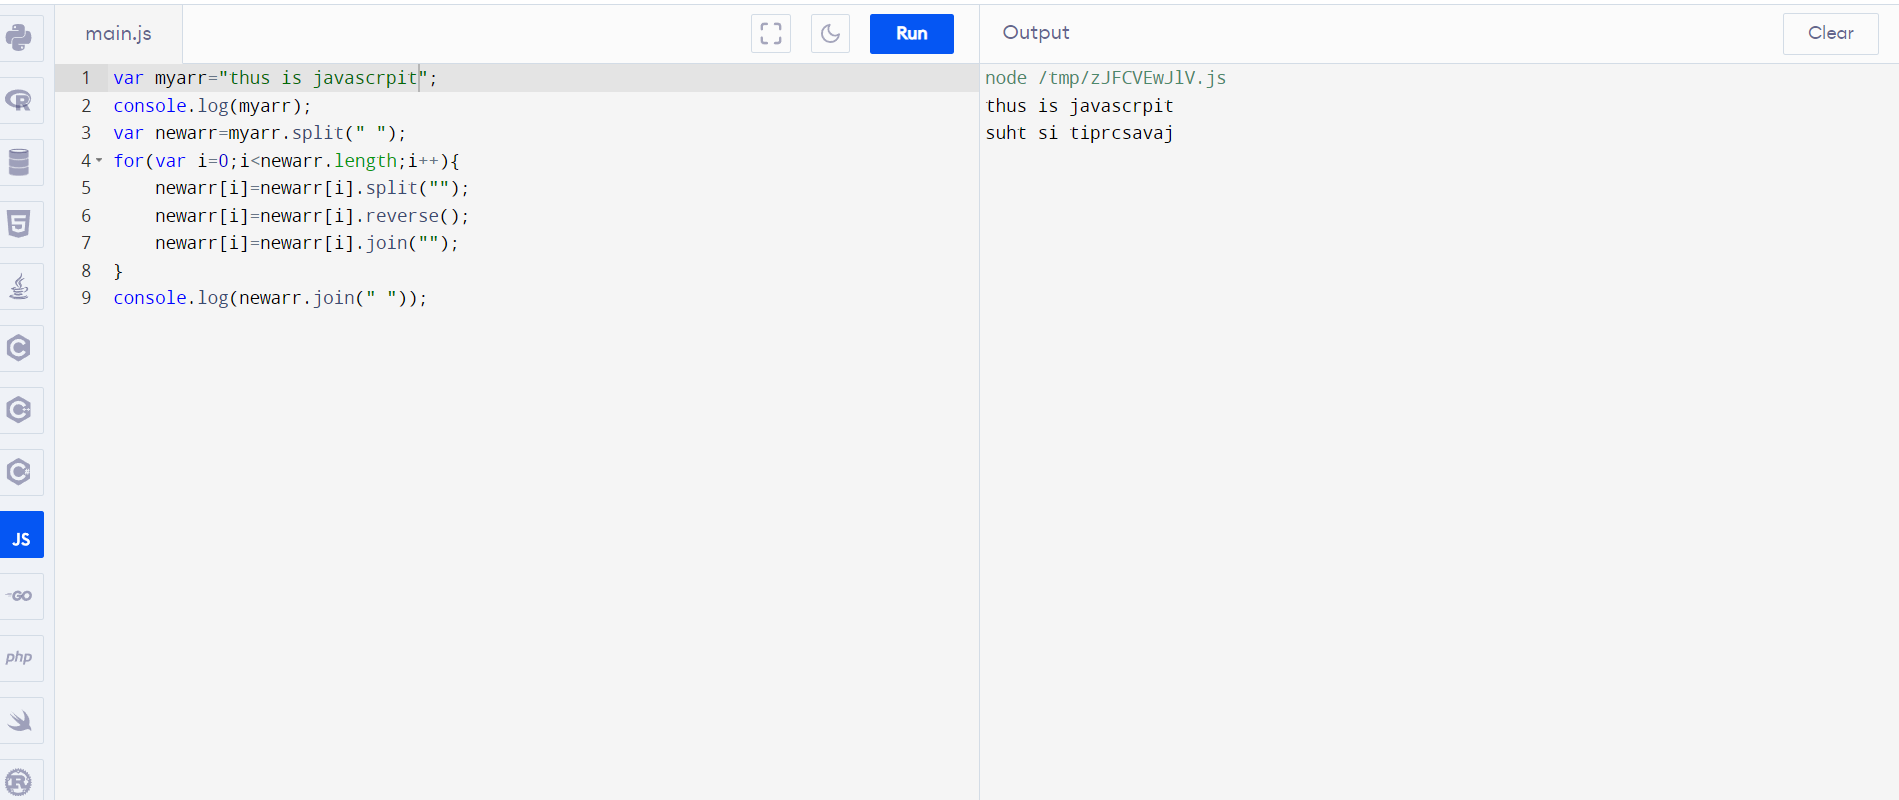 main.js
Run
1 var myarr="thus is javascrpit";
2 console.log(myarr);
3 var newarr=myarr.split(" ");
4 for(var i=0;i<newarr.length;i++){
5     newarr[i]=newarr[i].split("");
6     newarr[i]=newarr[i].reverse();
7     newarr[i]=newarr[i].join("");
8 }
9 console.log(newarr.join(" "));
Output
Clear
node /tmp/zJFCVEwJlV.js
thus is javascrpit
suht si tiprcsavaj
R
5
C
C
C
JS
GO
php
R